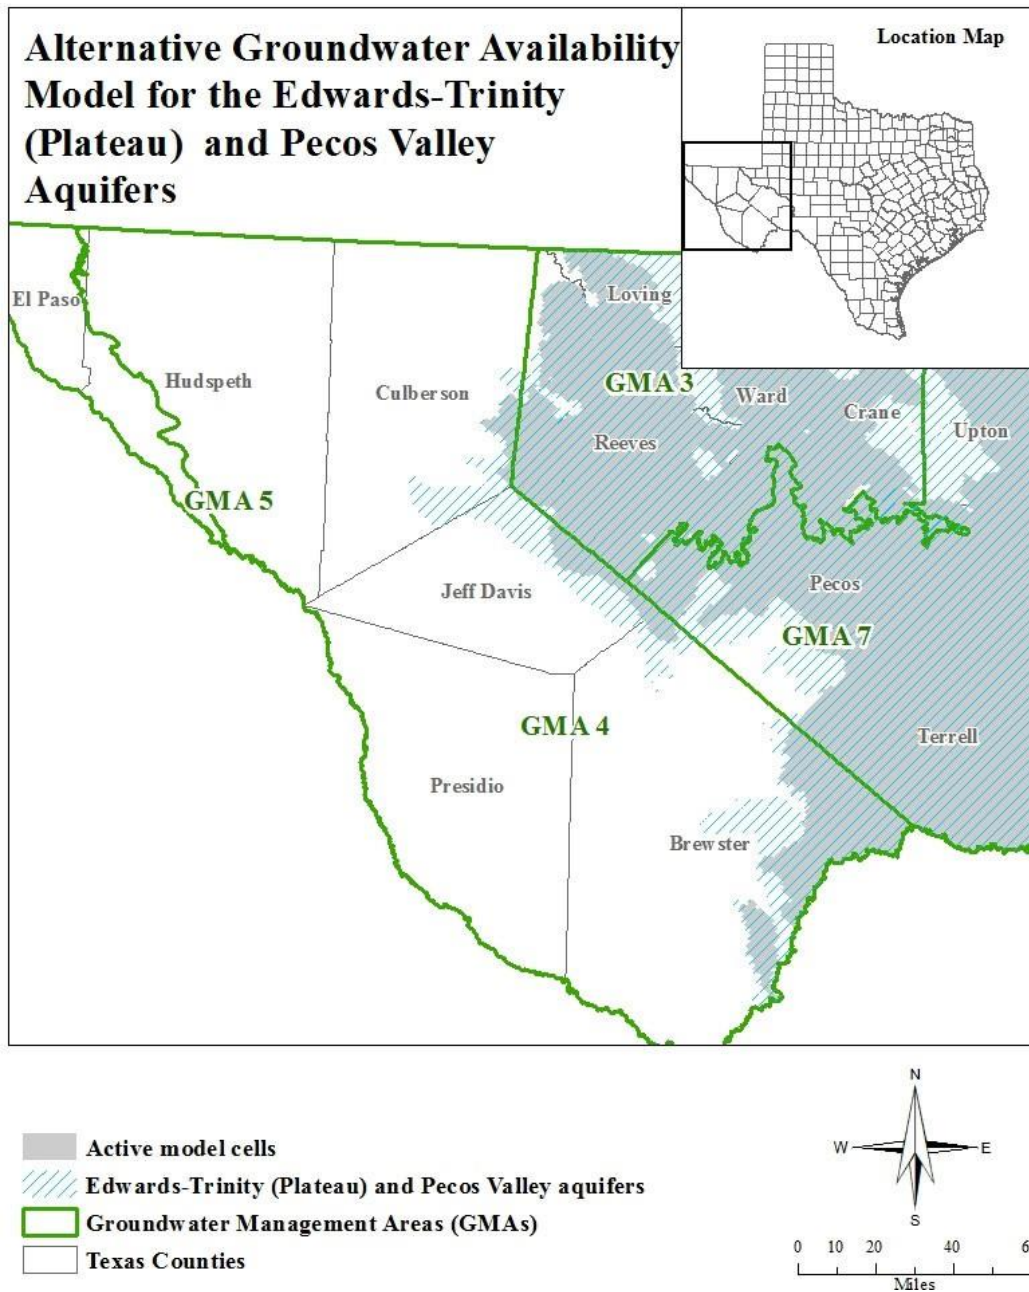 Alternative Groundwater Availability
Model for the Edwards-Trinity
(Plateau) and Pecos Valley
Aquifers
Location Map
El Paso
Hudspeth
Culberson
Loving
GMA 3
Ward
Crane
Upton
Reeves
GMA 5
Jeff Davis
Pecos
GMA 7
GMA 4
Terrell
Presidio
Brewster
Active model cells
Edwards-Trinity (Plateau) and Pecos Valley aquifers
Groundwater Management Areas (GMAs)
Texas Counties
N
W
E
S
0 10 20 40
Miles